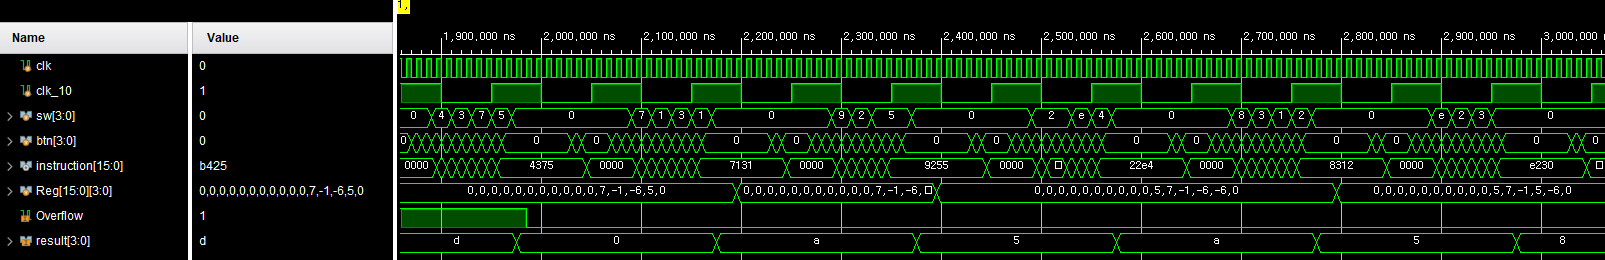 1,
Name Value
1,900,000 ns 2,000,000 ns 2,100,000 ns 2,200,000 ns 2,300,000 ns 2,400,000 ns 2,500,000 ns 2,600,000 ns 2,700,000 ns 2,800,000 ns 2,900,000 ns 3,000,000 ns
clk 0
clk_10 1
sw[3:0] 0 0 4 3 7 5 0 7 1 3 1 0 9 2 5 0 2 e 4 0 8 3 1 2 0 e 2 3 0
btn[3:0] 0 0 0 0 0 0 0 0 0 0 0 0 0
instruction[15:0] b425 0000 4375 0000 7131 0000 9255 0000 22e4 0000 8312 0000 e230
Reg[15:0][3:0] 0,0,0,0,0,0,0,0,0,0,0,7,-1,-6,5,0 0,0,0,0,0,0,0,0,0,0,0,7,-1,-6,5,0 0,0,0,0,0,0,0,0,0,0,0,7,-1,-6, 0,0,0,0,0,0,0,0,0,0,5,7,-1,-6,-6,0 0,0,0,0,0,0,0,0,0,0,5,7,-1,5,-6,0
Overflow 1
result[3:0] d d 0 a 5 a 5 8